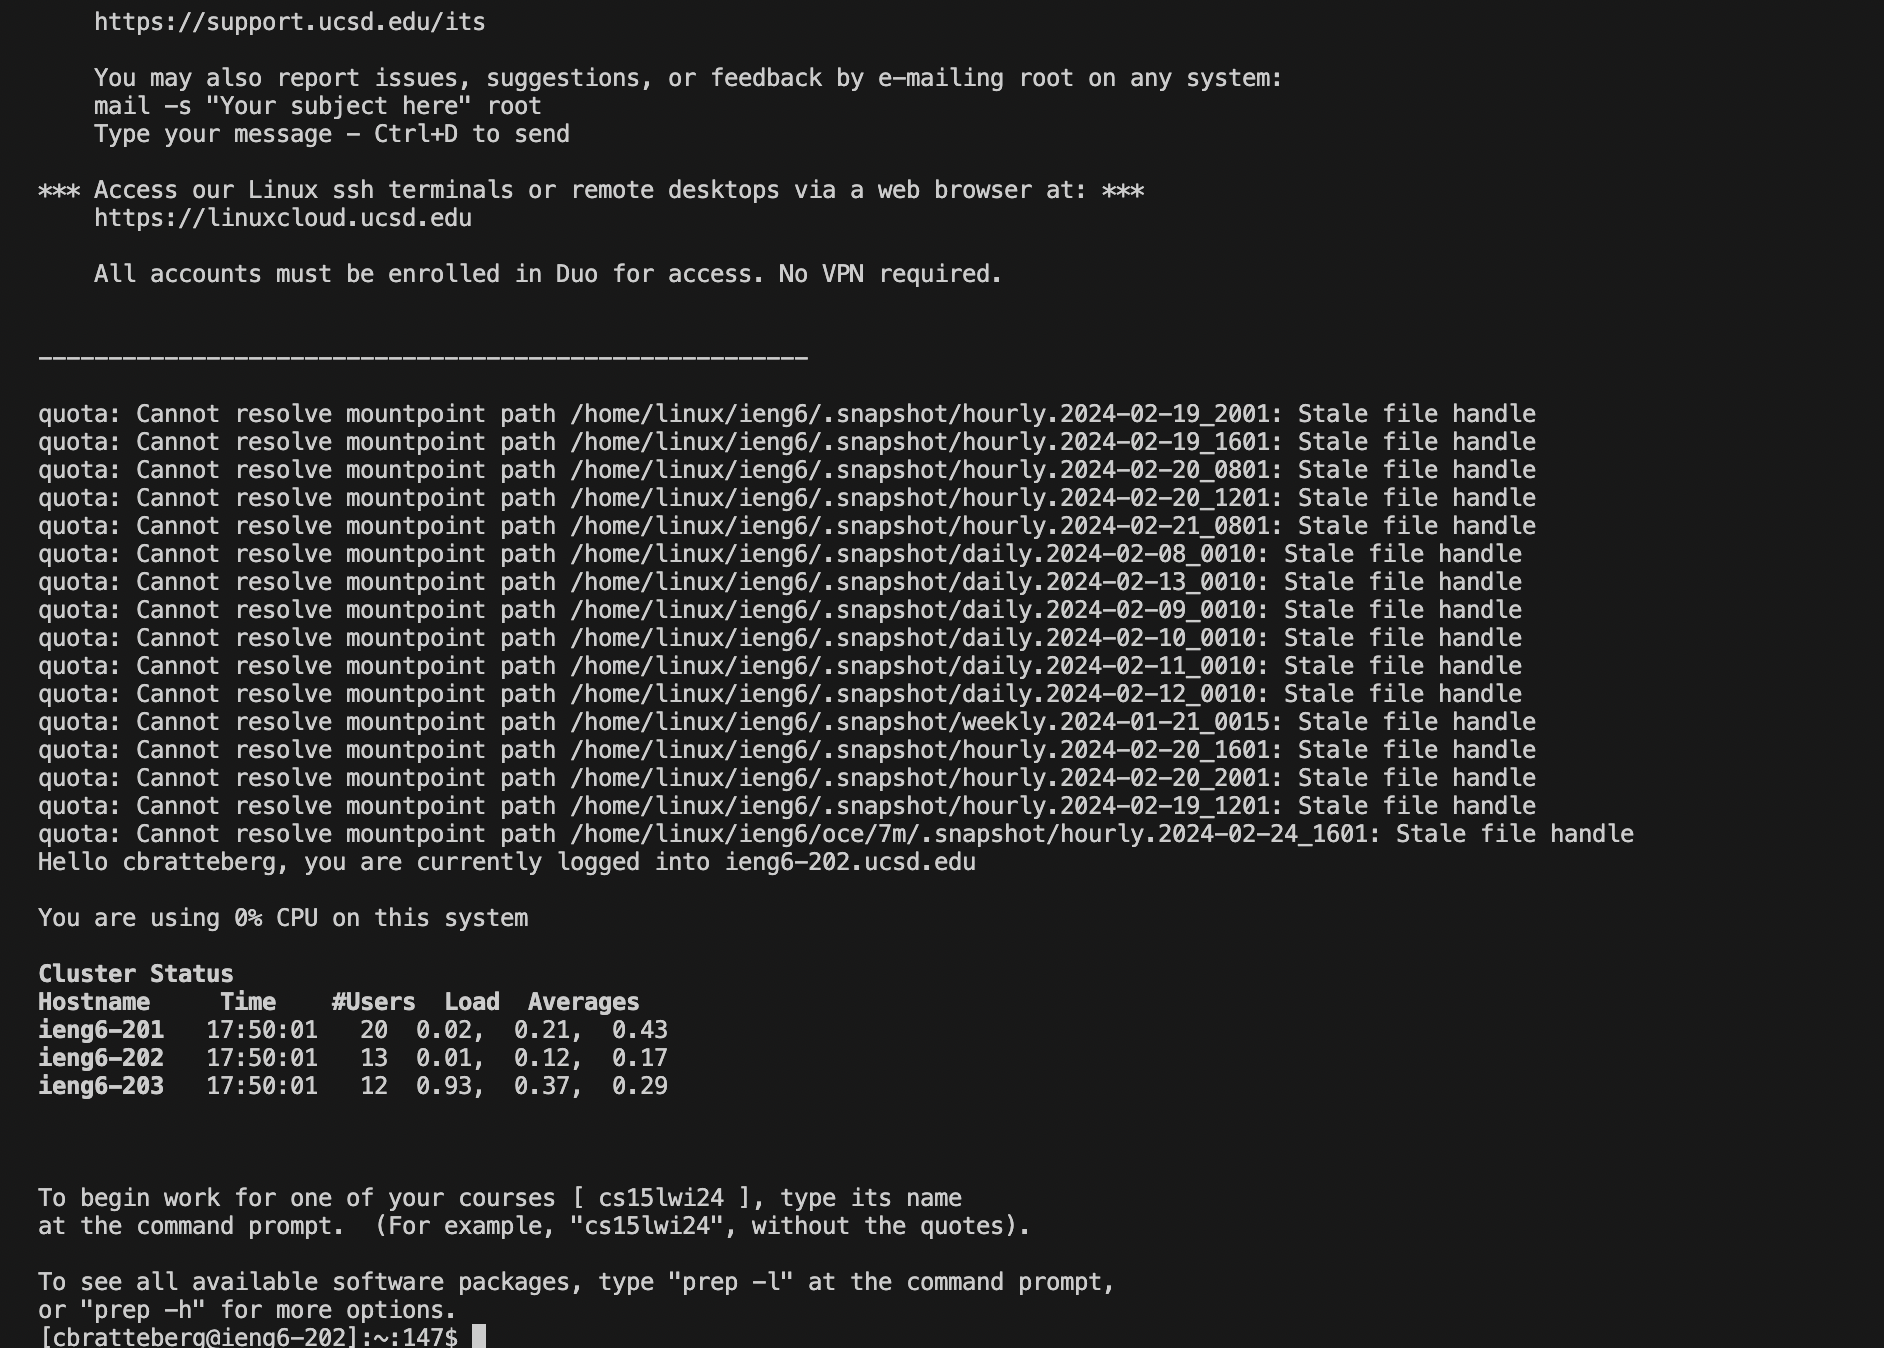 https://support.ucsd.edu/its
You may also report issues, suggestions, or feedback by e-mailing root on any system:
mail -s "Your subject here" root
Type your message - Ctrl+D to send
*** Access our Linux ssh terminals or remote desktops via a web browser at: ***
https://linuxcloud.ucsd.edu
All accounts must be enrolled in Duo for access. No VPN required.
-------------------------------------------------------
quota: Cannot resolve mountpoint path /home/linux/ieng6/.snapshot/hourly.2024-02-19_2001: Stale file handle
quota: Cannot resolve mountpoint path /home/linux/ieng6/.snapshot/hourly.2024-02-19_1601: Stale file handle
quota: Cannot resolve mountpoint path /home/linux/ieng6/.snapshot/hourly.2024-02-20_0801: Stale file handle
quota: Cannot resolve mountpoint path /home/linux/ieng6/.snapshot/hourly.2024-02-20_1201: Stale file handle
quota: Cannot resolve mountpoint path /home/linux/ieng6/.snapshot/hourly.2024-02-21_0801: Stale file handle
quota: Cannot resolve mountpoint path /home/linux/ieng6/.snapshot/daily.2024-02-08_0010: Stale file handle
quota: Cannot resolve mountpoint path /home/linux/ieng6/.snapshot/daily.2024-02-13_0010: Stale file handle
quota: Cannot resolve mountpoint path /home/linux/ieng6/.snapshot/daily.2024-02-09_0010: Stale file handle
quota: Cannot resolve mountpoint path /home/linux/ieng6/.snapshot/daily.2024-02-10_0010: Stale file handle
quota: Cannot resolve mountpoint path /home/linux/ieng6/.snapshot/daily.2024-02-11_0010: Stale file handle
quota: Cannot resolve mountpoint path /home/linux/ieng6/.snapshot/daily.2024-02-12_0010: Stale file handle
quota: Cannot resolve mountpoint path /home/linux/ieng6/.snapshot/weekly.2024-01-21_0015: Stale file handle
quota: Cannot resolve mountpoint path /home/linux/ieng6/.snapshot/hourly.2024-02-20_1601: Stale file handle
quota: Cannot resolve mountpoint path /home/linux/ieng6/.snapshot/hourly.2024-02-20_2001: Stale file handle
quota: Cannot resolve mountpoint path /home/linux/ieng6/.snapshot/hourly.2024-02-19_1201: Stale file handle
quota: Cannot resolve mountpoint path /home/linux/ieng6/oce/7m/.snapshot/hourly.2024-02-24_1601: Stale file handle
Hello cbratteberg, you are currently logged into ieng6-202.ucsd.edu
You are using 0% CPU on this system
Cluster Status
Hostname     Time    #Users  Load  Averages
ieng6-201   17:50:01   20  0.02,  0.21,  0.43
ieng6-202   17:50:01   13  0.01,  0.12,  0.17
ieng6-203   17:50:01   12  0.93,  0.37,  0.29
To begin work for one of your courses [ cs15lwi24 ], type its name
at the command prompt.  (For example, "cs15lwi24", without the quotes).
To see all available software packages, type "prep -l" at the command prompt,
or "prep -h" for more options.
[cbratteberg@ieng6-202]:~:147$